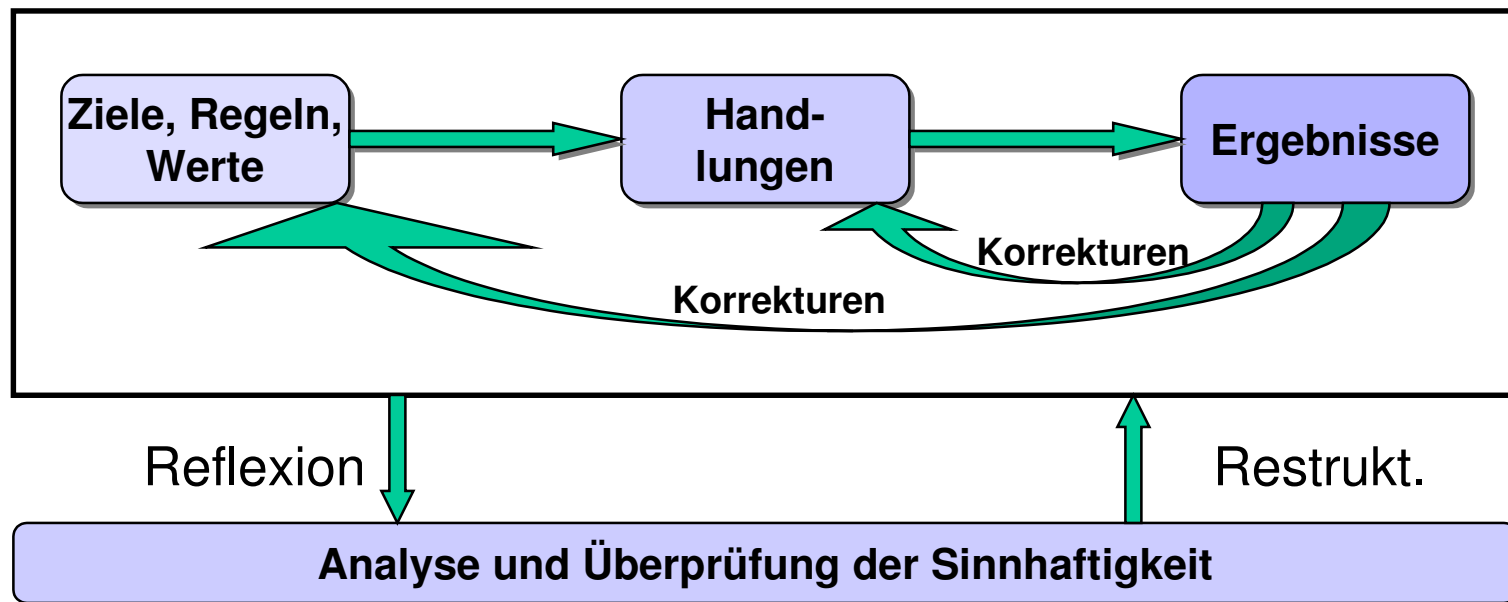 Ziele, Regeln,
Werte
Hand-
lungen
Ergebnisse
Korrekturen
Korrekturen
Reflexion
Restrukt.
Analyse und Überprüfung der Sinnhaftigkeit